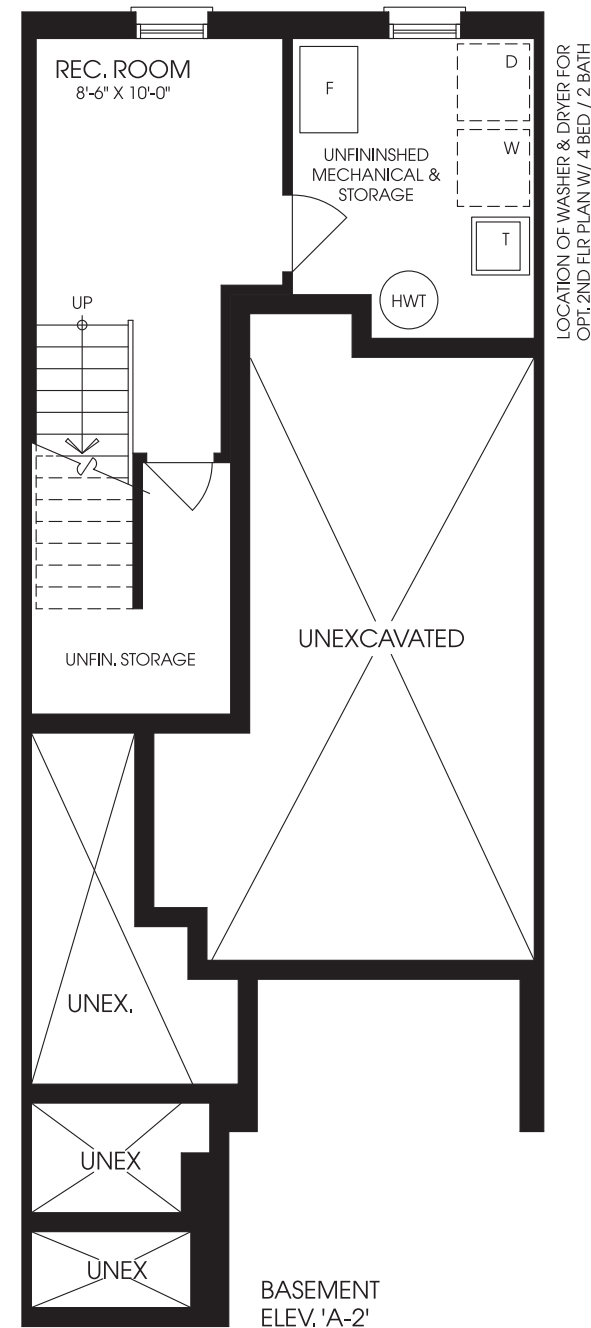 REC. ROOM
8'-6" X 10'-0"
F
D
W
UNFININSHED
MECHANICAL &
STORAGE
T
HWT
LOCATION OF WASHER & DRYER FOR
OPT. 2ND FLR PLAN W/ 4 BED / 2 BATH
UP
UNEXCAVATED
UNFIN. STORAGE
UNEX.
UNEX
UNEX
BASEMENT
ELEV. 'A-2'